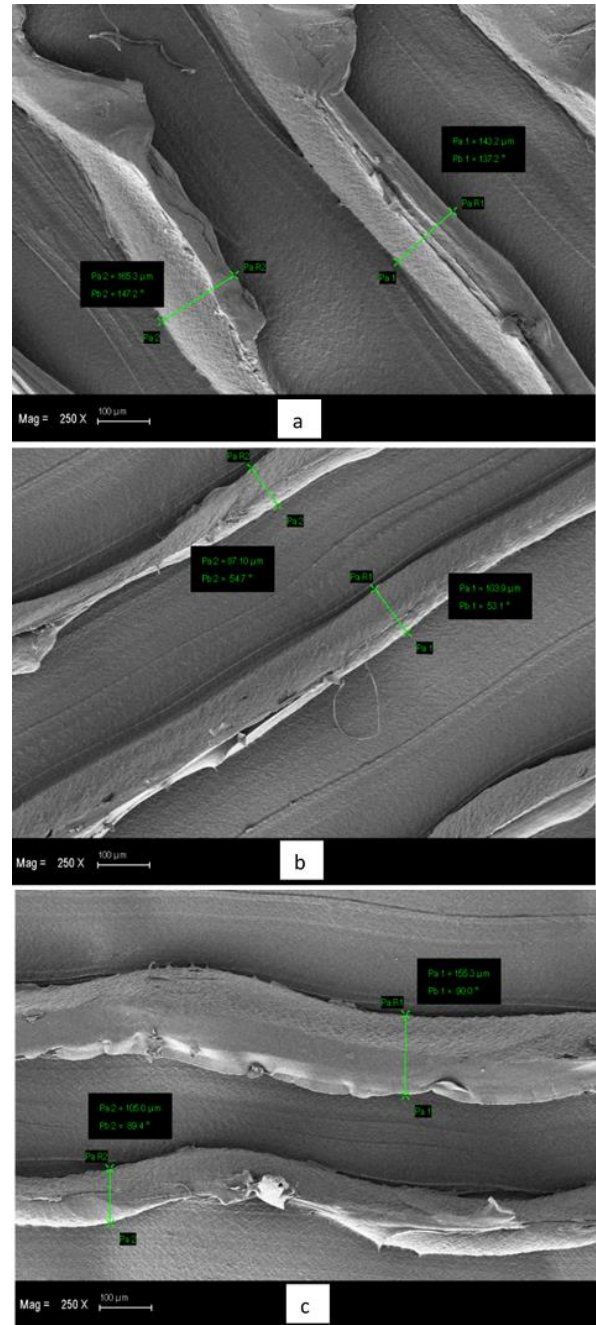 Pa 1 = 143.2 µm
Pb 1 = 137.2 °
Pa R1
Pa 1
Pa R2
Pa 2 = 165.3 µm
Pb 2 = 147.2 °
Pa 2
Mag = 250 X 100 µm
a
Pa R2
Pa 2
Pa 2 = 87.10 µm
Pb 2 = 54.7 °
Pa R1
Pa 1 = 103.9 µm
Pb 1 = 53.1 °
Pa 1
Mag = 250 X 100 µm
b
Pa 1 = 155.3 µm
Pb 1 = 90.0 °
Pa R1
Pa 1
Pa 2 = 105.0 µm
Pb 2 = 89.4 °
Pa R2
Pa 2
Mag = 250 X 100 µm
c